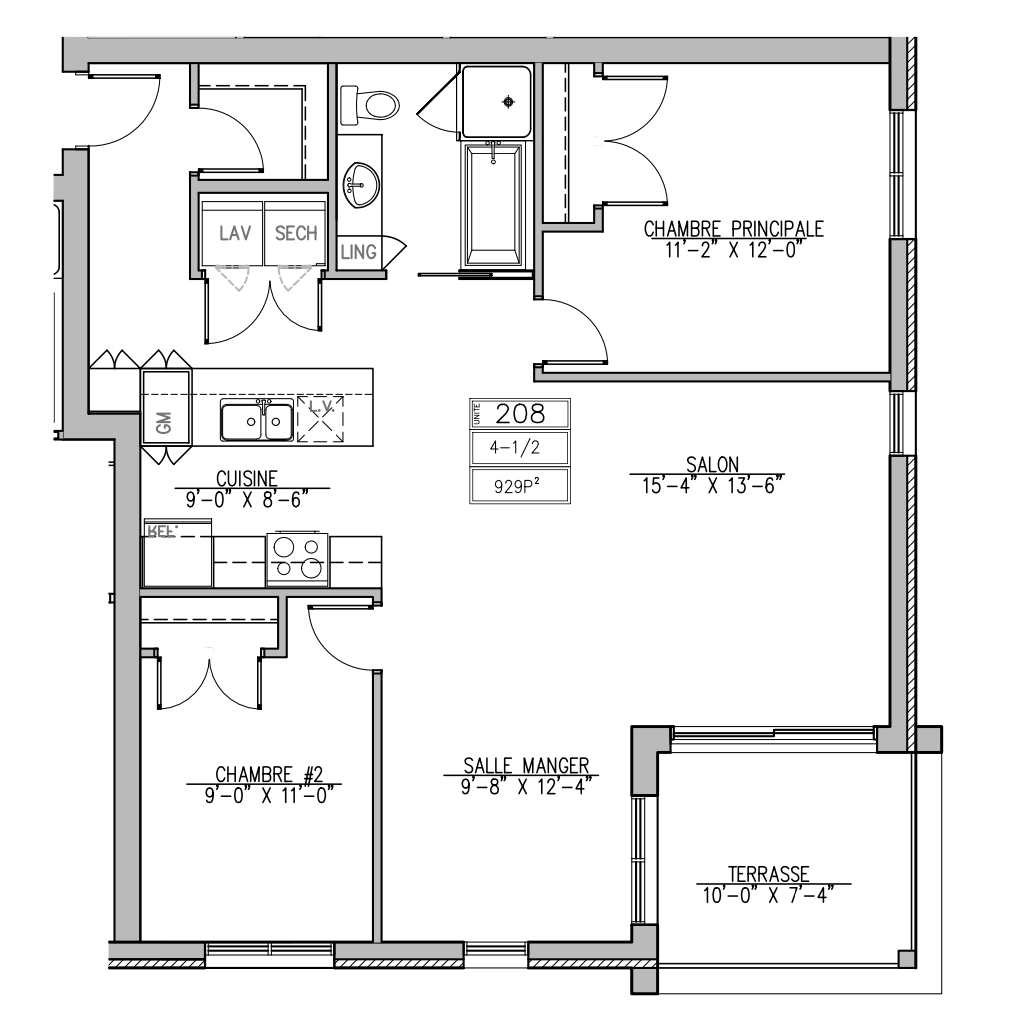 CHAMBRE PRINCIPALE
11'-2" X 12'-0"
LAV
SECH
LING
UNITE
208
4-1/2
929P²
GM
L.V.
SALON
15'-4" X 13'-6"
CUISINE
9'-0" X 8'-6"
REF.
SALLE MANGER
9'-8" X 12'-4"
CHAMBRE #2
9'-0" X 11'-0"
TERRASSE
10'-0" X 7'-4"